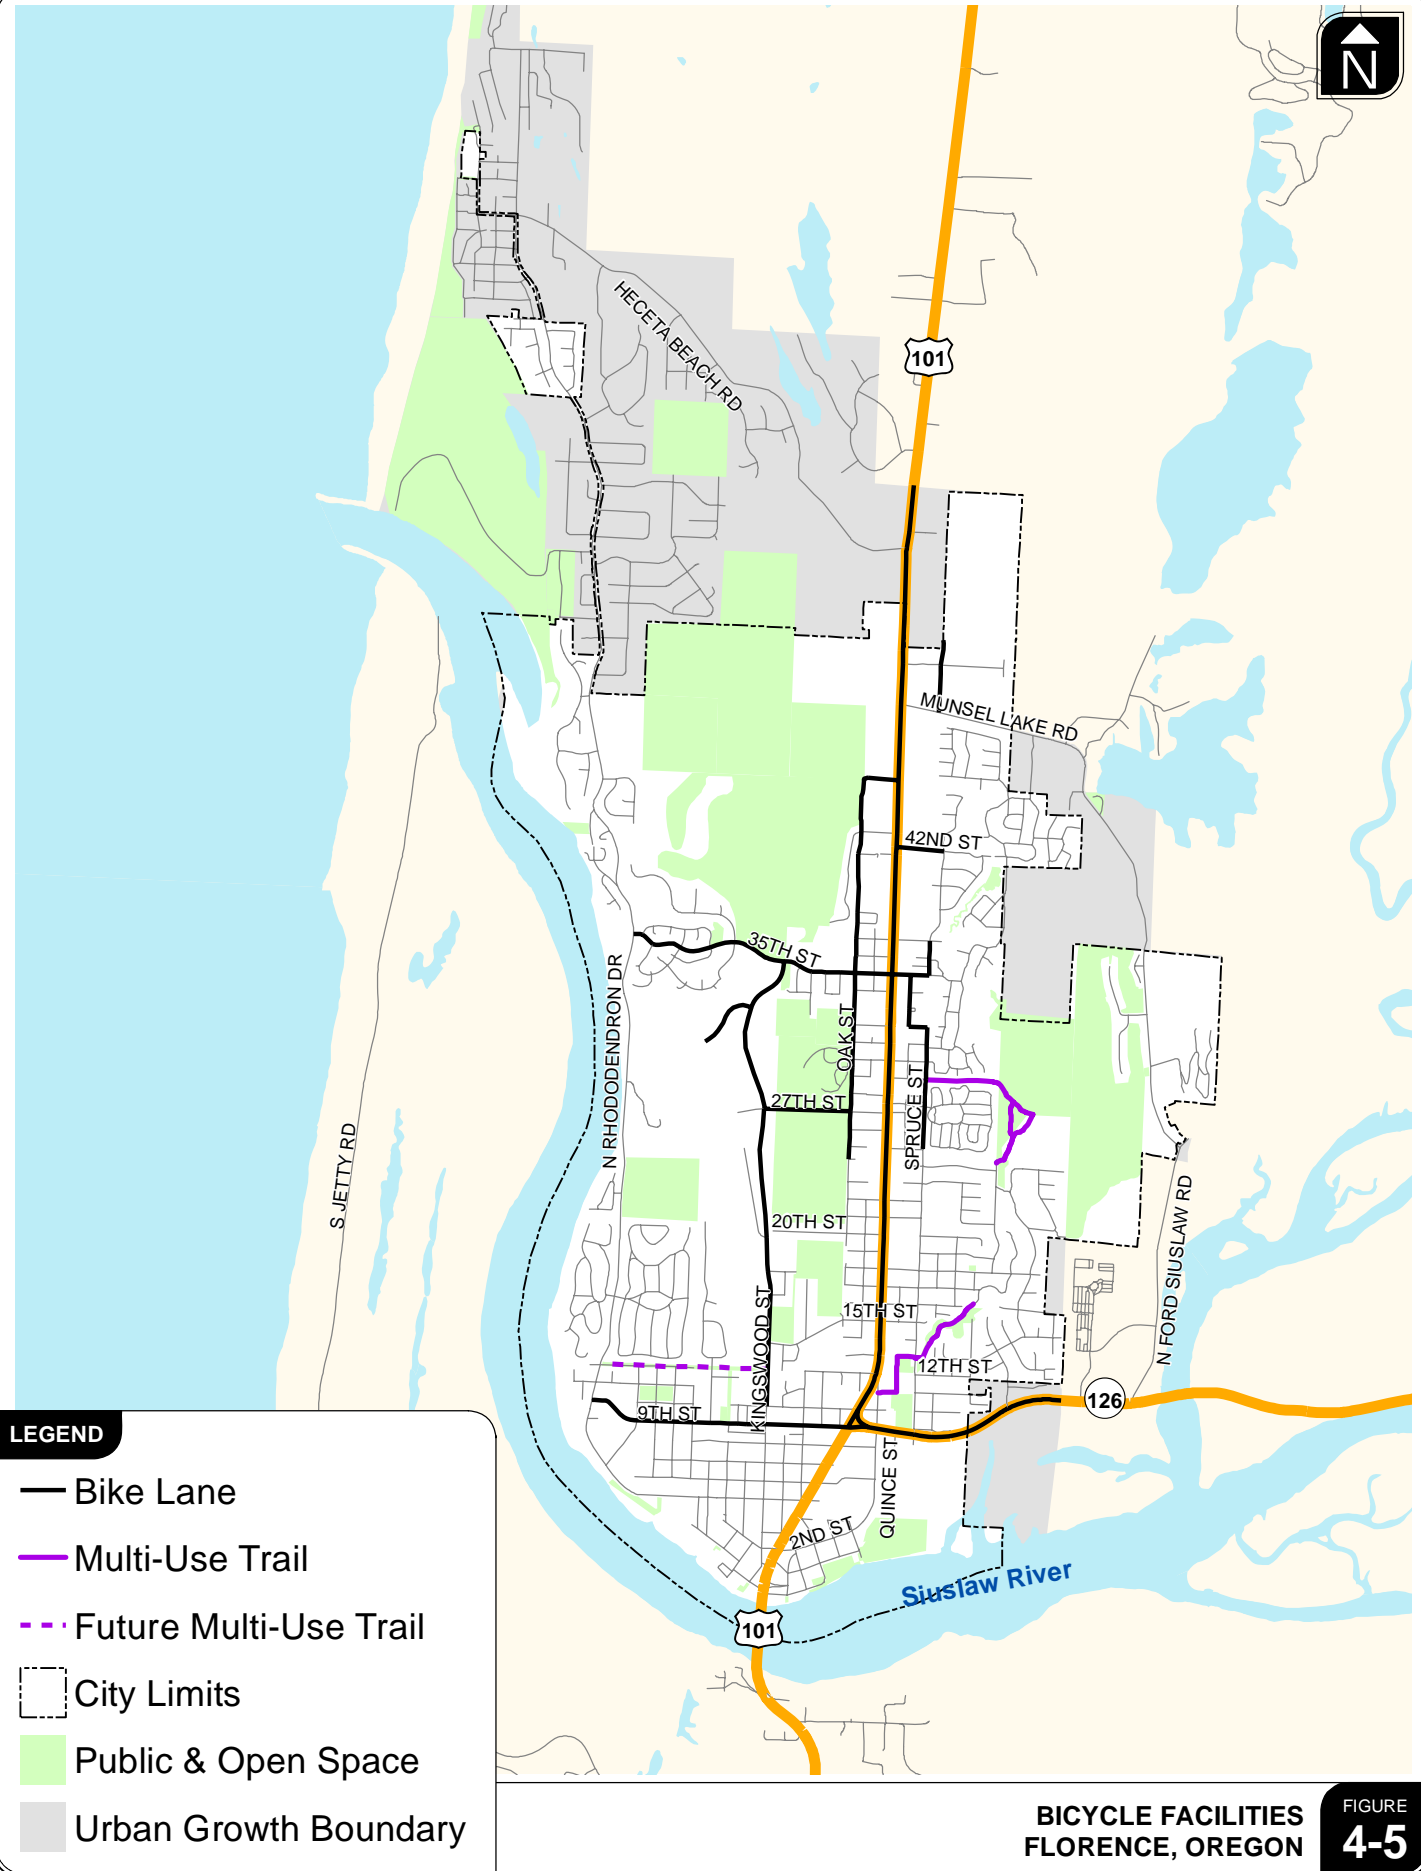 N
HECETA BEACH RD
101
MUNSEL LAKE RD
42ND ST
35TH ST
N RHODODENDRON DR
OAK ST
SPRUCE ST
27TH ST
S JETTY RD
20TH ST
N FORD SIUSLAW RD
15TH ST
KINGSWOOD ST
12TH ST
126
9TH ST
QUINCE ST
2ND ST
Siuslaw River
101
LEGEND
Bike Lane
Multi-Use Trail
Future Multi-Use Trail
City Limits
Public & Open Space
Urban Growth Boundary
BICYCLE FACILITIES
FLORENCE, OREGON
FIGURE
4-5